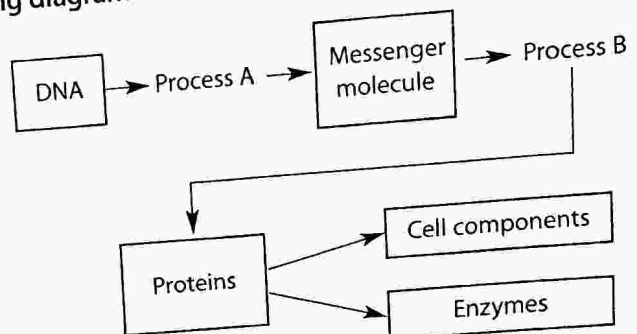 DNA
Process A
Messenger
molecule
Process B
Proteins
Cell components
Enzymes